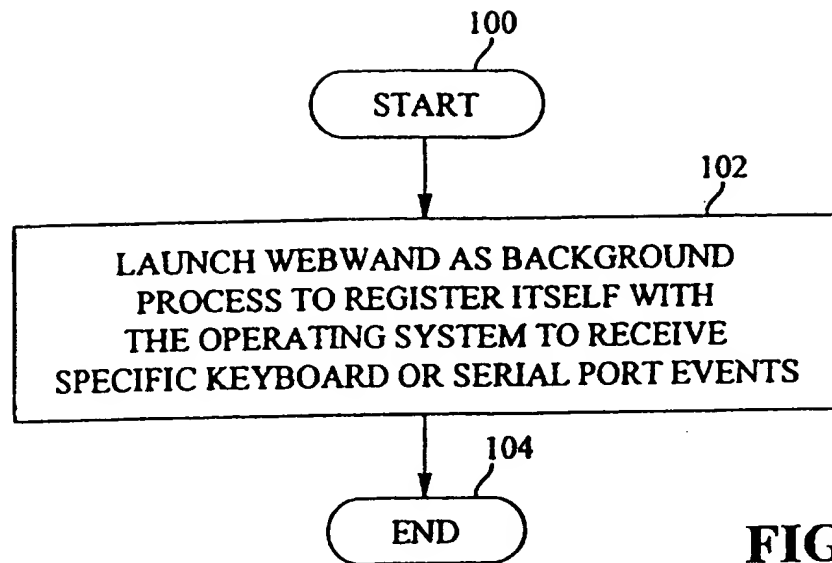 100
START
102
LAUNCH WEBWAND AS BACKGROUND
PROCESS TO REGISTER ITSELF WITH
THE OPERATING SYSTEM TO RECEIVE
SPECIFIC KEYBOARD OR SERIAL PORT EVENTS
104
END
FIG